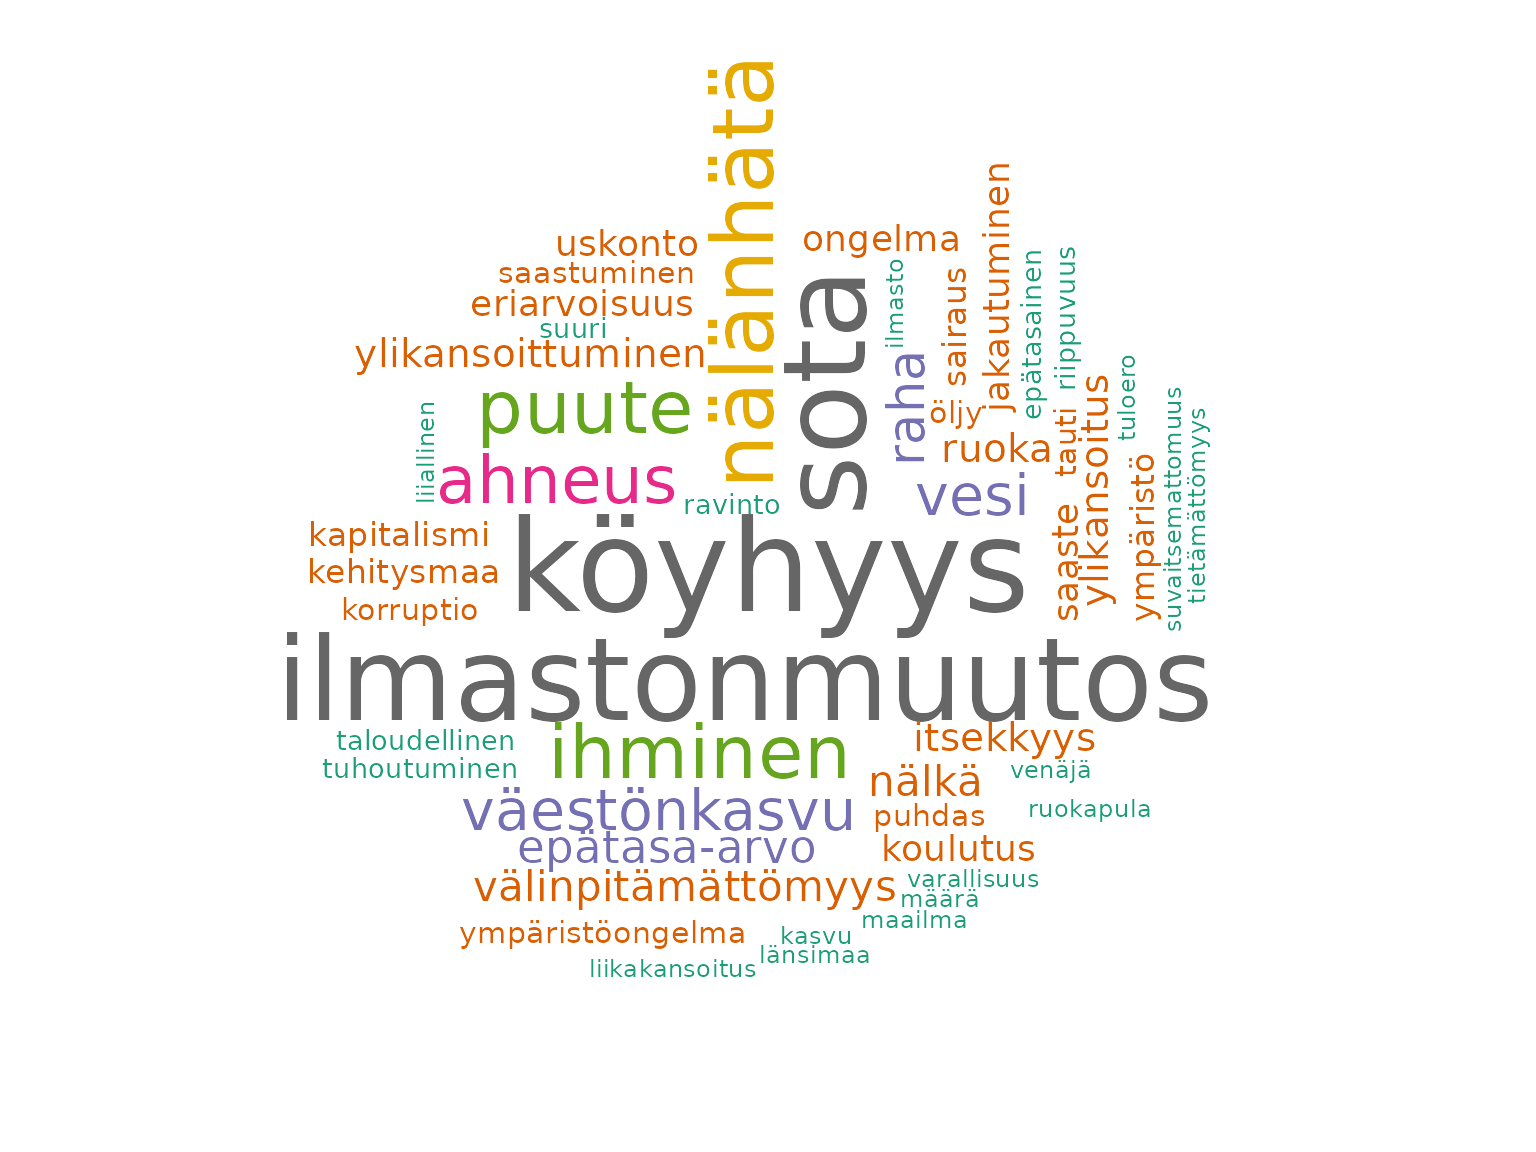 nälänhätä
sota
uskonto
ongelma
saastuminen
eriarvoisuus
suuri
ylikansoittuminen
ilmasto
sairaus
jakautuminen
epätasainen
riippuvuus
puute
raha
öljy
tuloero
liiallinen
ahneus
ruoka
tauti
ylikansoitus
suvaitsemattomuus
tietämättömyys
ravinto
vesi
saaste
ympäristö
kapitalismi
kehitysmaa
korruptio
köyhyys
ilmastonmuutos
taloudellinen
tuhoutuminen
ihminen
itsekkyys
nälkä
venäjä
väestönkasvu
puhdas
ruokapula
epätasa-arvo
koulutus
välinpitämättömyys
varallisuus
määrä
maailma
ympäristöongelma
kasvu
länsimaa
liikakansoitus